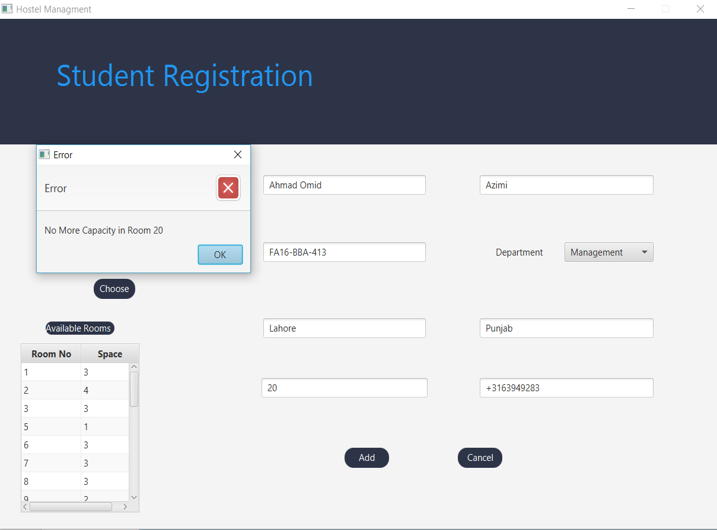 Hostel Managment
Student Registration
Error
Error
No More Capacity in Room 20
OK
Ahmad Omid
Azimi
FA16-BBA-413
Department
Management
Choose
Available Rooms
Lahore
Punjab
Room No Space
1 3
2 4
3 3
5 1
6 3
7 3
8 3
9 2
20
+3163949283
Add
Cancel